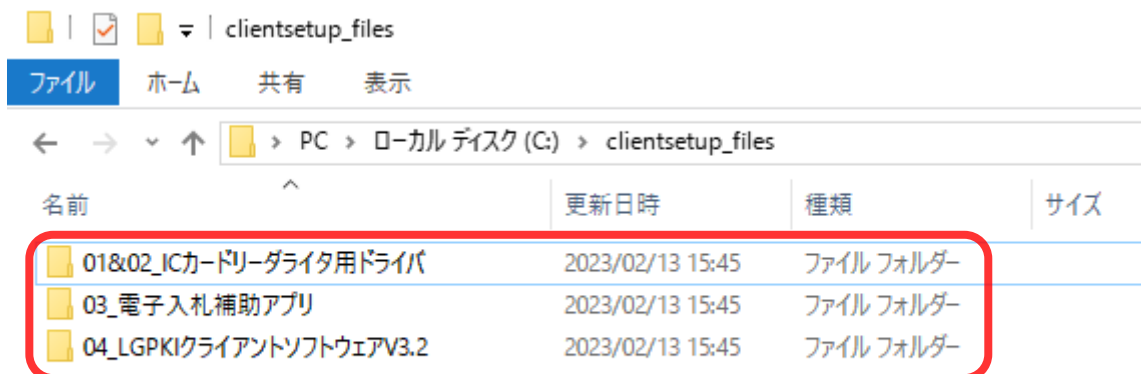 clientsetup_files
ファイル ホーム 共有 表示
PC > ローカル ディスク (C:) > clientsetup_files
名前 更新日時 種類 サイズ
01&02_ICカードリーダライタ用ドライバ 2023/02/13 15:45 ファイル フォルダー
03_電子入札補助アプリ 2023/02/13 15:45 ファイル フォルダー
04_LGPKIクライアントソフトウェアV3.2 2023/02/13 15:45 ファイル フォルダー